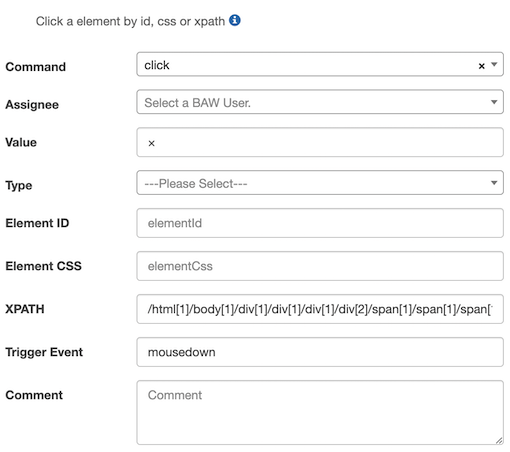 Click a element by id, css or xpath
Command click × 
Assignee Select a BAW User.
Value ×
Type ---Please Select---
Element ID elementId
Element CSS elementCss
XPATH /html[1]/body[1]/div[1]/div[1]/div[1]/div[2]/span[1]/span[1]/span[
Trigger Event mousedown
Comment Comment